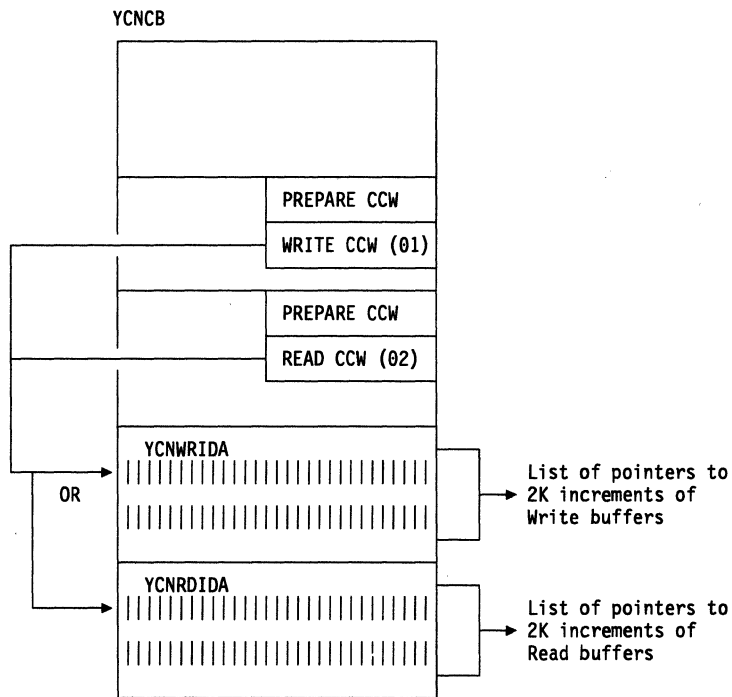 YCNCB
PREPARE CCW
WRITE CCW (01)
PREPARE CCW
READ CCW (02)
YCNWRIDA
OR
List of pointers to
2K increments of
Write buffers
YCNRDIDA
List of pointers to
2K increments of
Read buffers